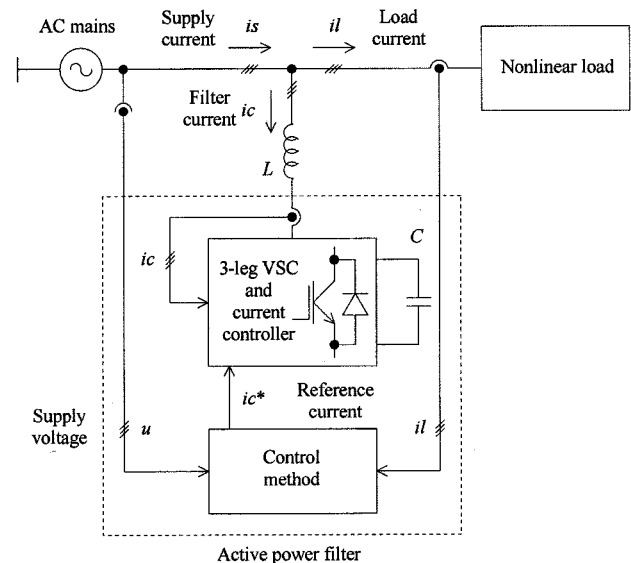 AC mains
Supply
current
is
il
Load
current
Nonlinear load
Filter
current
ic
L
ic
3-leg VSC
and
current
controller
C
ic*
Reference
current
Supply
voltage
u
il
Control
method
Active power filter